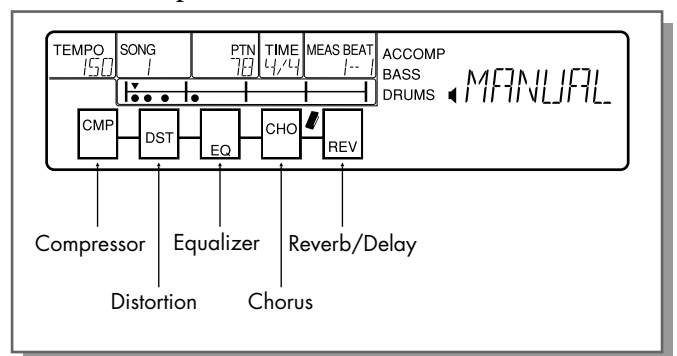 TEMPO SONG PTN TIME MEAS BEAT ACCOMP
150 1 78 4/4 1-- 1 BASS
DRUMS MANUAL
CMP DST EQ CHO REV
Compressor Equalizer Reverb/Delay
Distortion Chorus